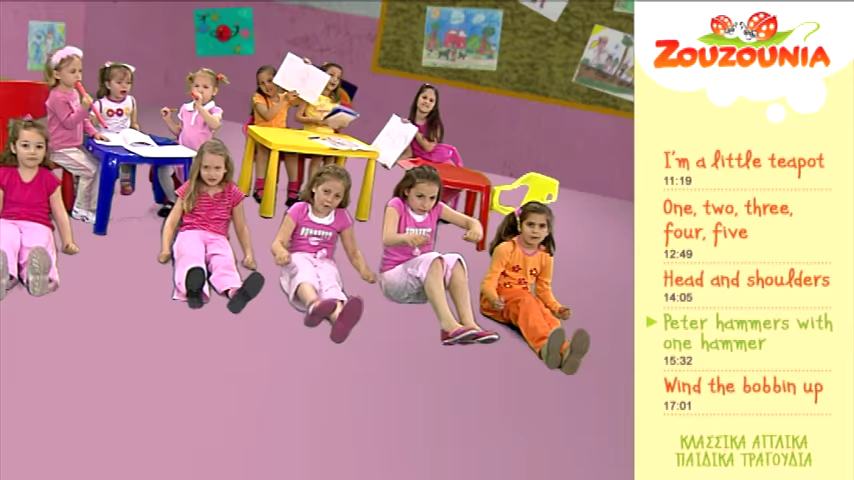 ZOUZOUNIA
I'm a little teapot
11:19
One, two, three,
four, five
12:49
Head and shoulders
14:05
Peter hammers with
one hammer
15:32
Wind the bobbin up
17:01
ΚΛΑΣΣΙΚΑ ΑΓΓΛΙΚΑ
ΠΑΙΔΙΚΑ ΤΡΑΓΟΥΔΙΑ